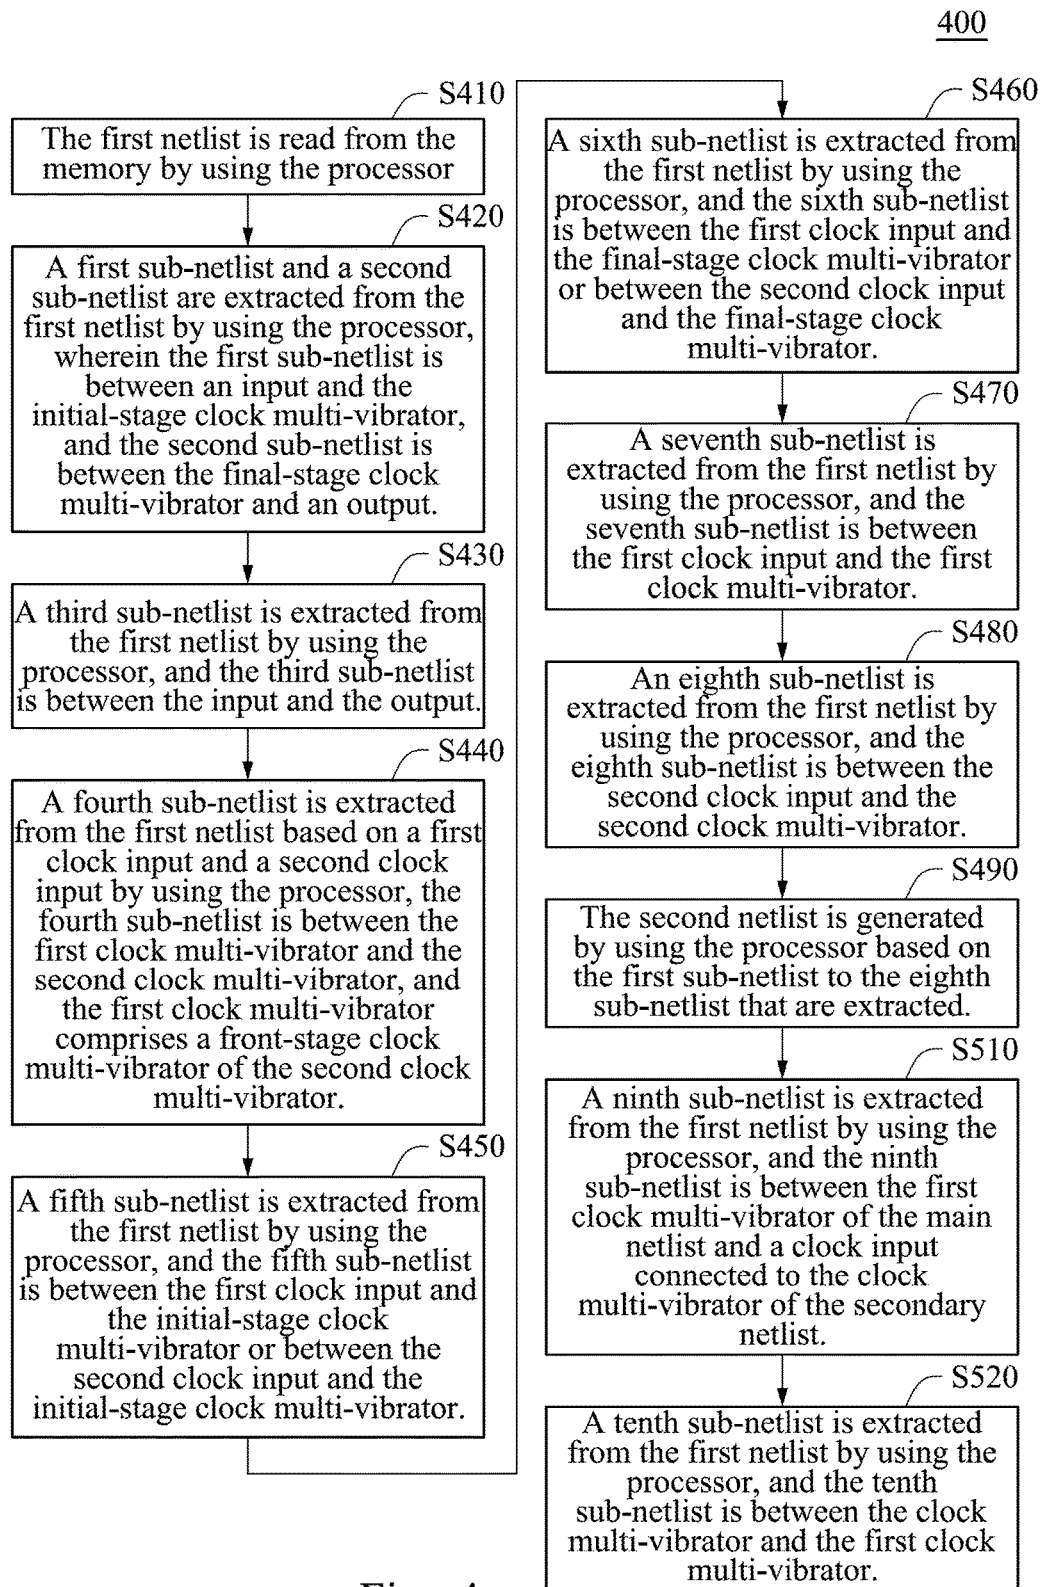 400
S410
The first netlist is read from the
memory by using the processor
S420
A first sub-netlist and a second
sub-netlist are extracted from the
first netlist by using the processor,
wherein the first sub-netlist is
between an input and the
initial-stage clock multi-vibrator,
and the second sub-netlist is
between the final-stage clock
multi-vibrator and an output.
S430
A third sub-netlist is extracted from
the first netlist by using the
processor, and the third sub-netlist
is between the input and the output.
S440
A fourth sub-netlist is extracted
from the first netlist based on a first
clock input and a second clock
input by using the processor, the
fourth sub-netlist is between the
first clock multi-vibrator and the
second clock multi-vibrator, and
the first clock multi-vibrator
comprises a front-stage clock
multi-vibrator of the second clock
multi-vibrator.
S450
A fifth sub-netlist is extracted from
the first netlist by using the
processor, and the fifth sub-netlist
is between the first clock input and
the initial-stage clock
multi-vibrator or between the
second clock input and the
initial-stage clock multi-vibrator.
S460
A sixth sub-netlist is extracted from
the first netlist by using the
processor, and the sixth sub-netlist
is between the first clock input and
the final-stage clock multi-vibrator
or between the second clock input
and the final-stage clock
multi-vibrator.
S470
A seventh sub-netlist is
extracted from the first netlist by
using the processor, and the
seventh sub-netlist is between
the first clock input and the first
clock multi-vibrator.
S480
An eighth sub-netlist is
extracted from the first netlist by
using the processor, and the
eighth sub-netlist is between the
second clock input and the
second clock multi-vibrator.
S490
The second netlist is generated
by using the processor based on
the first sub-netlist to the eighth
sub-netlist that are extracted.
S510
A ninth sub-netlist is extracted
from the first netlist by using the
processor, and the ninth
sub-netlist is between the first
clock multi-vibrator of the main
netlist and a clock input
connected to the clock
multi-vibrator of the secondary
netlist.
S520
A tenth sub-netlist is extracted
from the first netlist by using the
processor, and the tenth
sub-netlist is between the clock
multi-vibrator and the first clock
multi-vibrator.